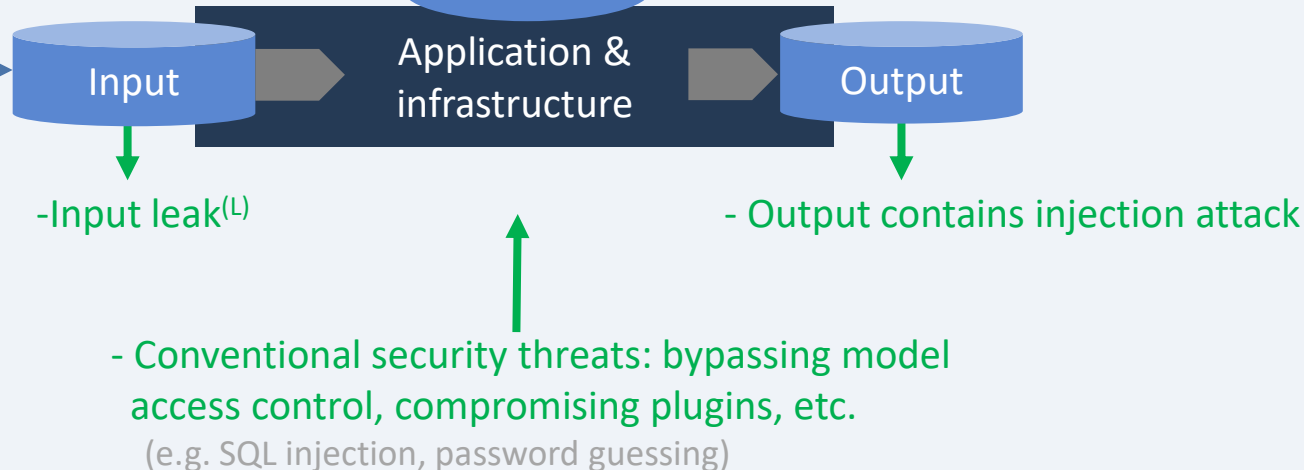 Input
Application &
infrastructure
Output
-Input leak(L)
- Output contains injection attack
- Conventional security threats: bypassing model
access control, compromising plugins, etc.
(e.g. SQL injection, password guessing)